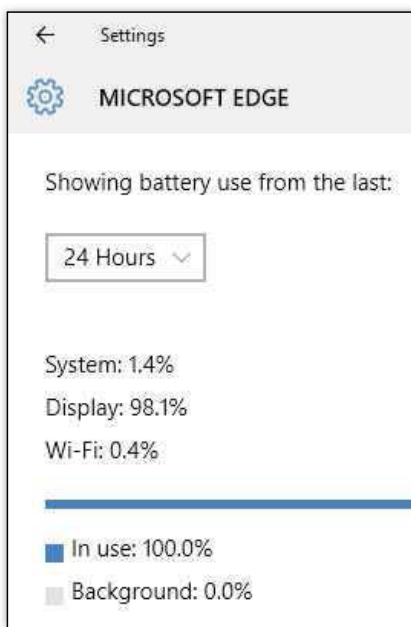 Settings
MICROSOFT EDGE
Showing battery use from the last:
24 Hours
System: 1.4%
Display: 98.1%
Wi-Fi: 0.4%
In use: 100.0%
Background: 0.0%